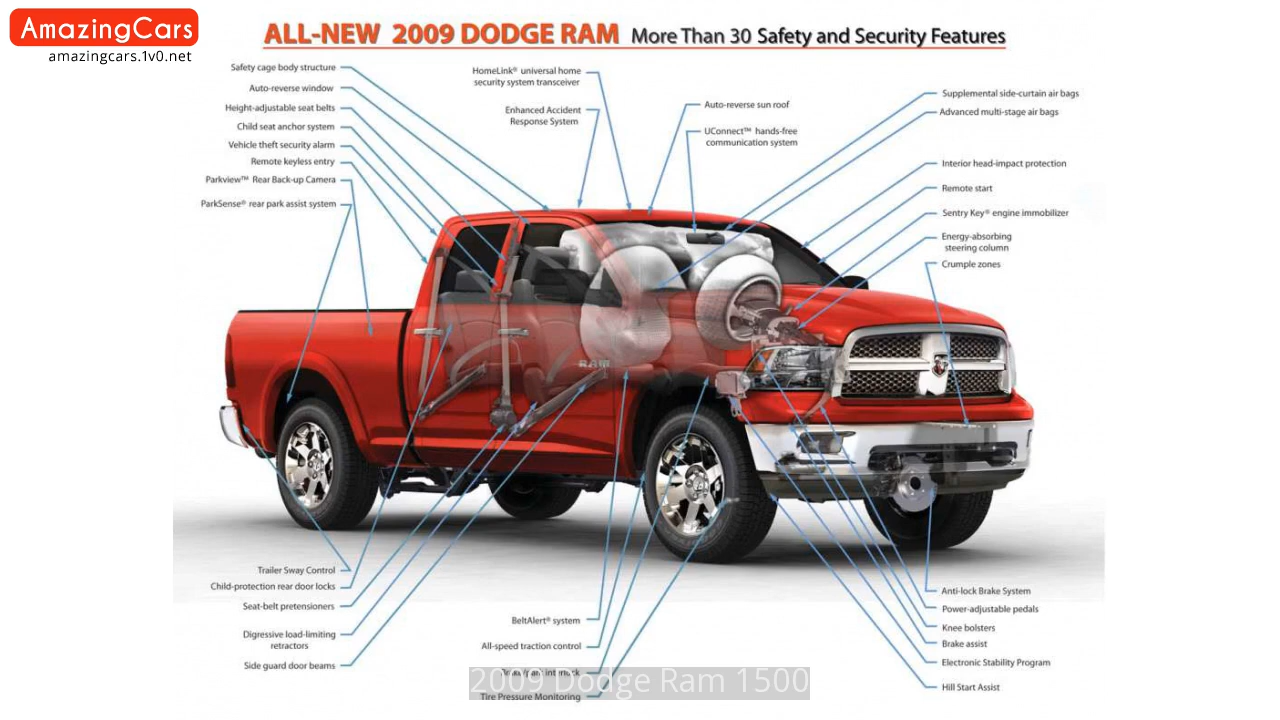 AmazingCars
amazingcars.1v0.net
ALL-NEW 2009 DODGE RAM More Than 30 Safety and Security Features
Safety cage body structure
Auto-reverse window
Height-adjustable seat belts
Child seat anchor system
Vehicle theft security alarm
Remote keyless entry
Parkview™ Rear Back-up Camera
ParkSense® rear park assist system
HomeLink® universal home
security system transceiver
Enhanced Accident
Response System
Auto-reverse sun roof
UConnect™ hands-free
communication system
Supplemental side-curtain air bags
Advanced multi-stage air bags
Interior head-impact protection
Remote start
Sentry Key® engine immobilizer
Energy-absorbing
steering column
Crumple zones
RAM
Trailer Sway Control
Child-protection rear door locks
Seat-belt pretensioners
Digressive load-limiting
retractors
Side guard door beams
BeltAlert® system
All-speed traction control
Brake/park interlock
Tire Pressure Monitoring
2009 Dodge Ram 1500
Anti-lock Brake System
Power-adjustable pedals
Knee bolsters
Brake assist
Electronic Stability Program
Hill Start Assist